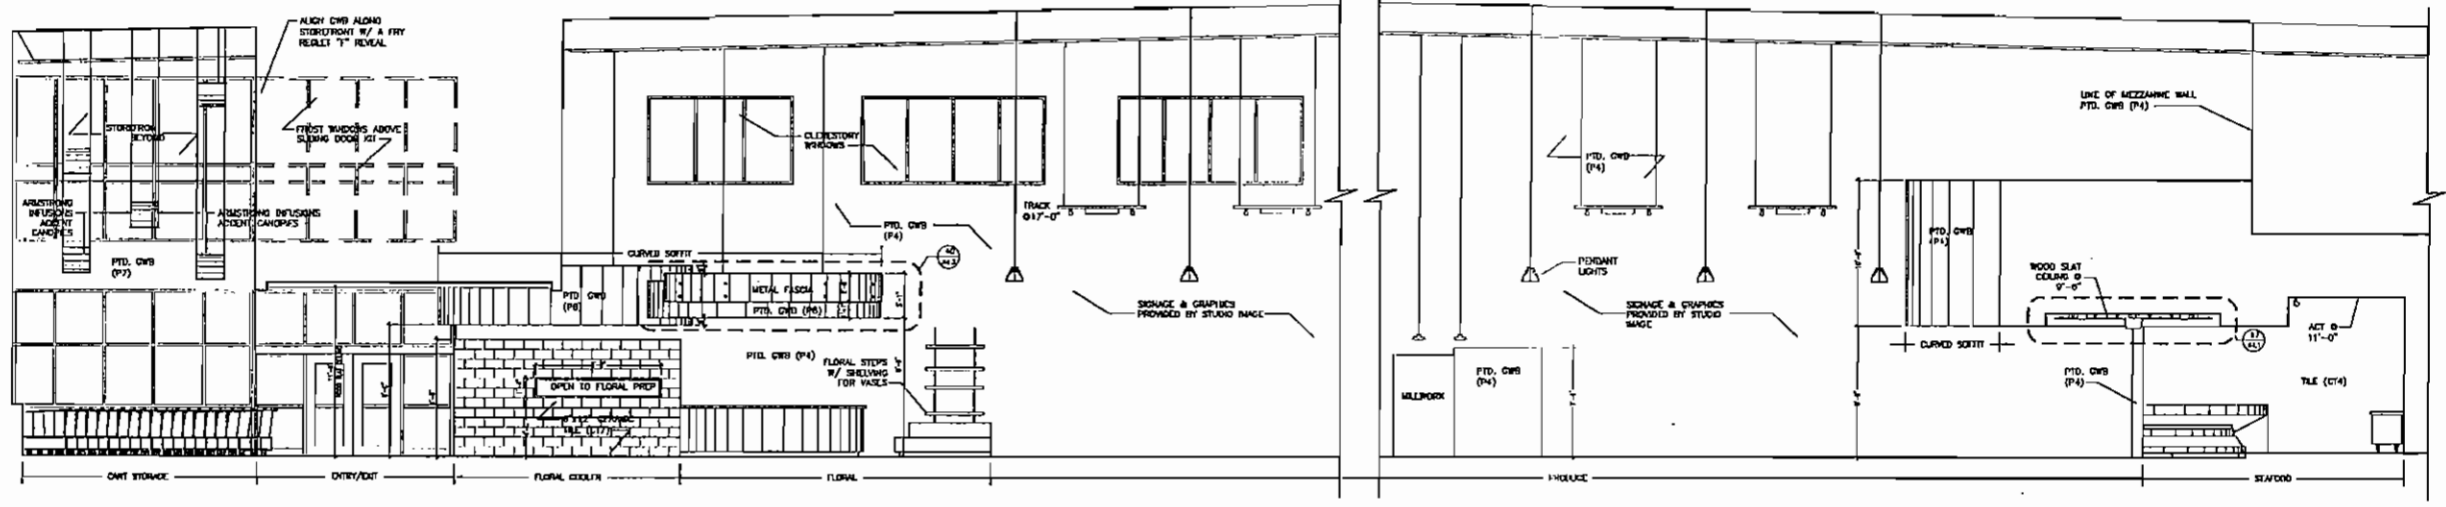 ALIGN GWB ALONG
STOREFRONT W/ A FRY
REGLET "F" REVEAL
STOREFRON
BEYOND
FROST WINDOWS ABOVE
SLIDING DOOR KIT
ARMSTRONG
INFUSIONS
ACCENT
CANOPIES
ARMSTRONG INFUSIONS
ACCENT CANOPIES
PTD. GWB
(P7)
CLERESTORY
WINDOWS
PTD. GWB
(P4)
CURVED SOFFIT
PTD GWB
(P6)
METAL FASCIA
PTD. GWB (P6)
PTD. GWB (P4)
FLORAL STEPS
W/ SHELVING
FOR VASES
OPEN TO FLORAL PREP
TRACK
@17'-0"
SIGNAGE & GRAPHICS
PROVIDED BY STUDIO IMAGE
PTD. GWB
(P4)
PENDANT
LIGHTS
SIGNAGE & GRAPHICS
PROVIDED BY STUDIO
IMAGE
MILLWORK
PTD. GWB
(P4)
LINE OF MEZZANINE WALL
PTD. GWB (P4)
PTD. GWB
WOOD SLAT
CEILING @
9'-6"
CURVED SOFFIT
PTD. GWB
(P4)
ACT @
11'-0"
TILE (CT4)
CART STORAGE
ENTRY/EXIT
FLORAL COOLER
FLORAL
PRODUCE
SEAFOOD